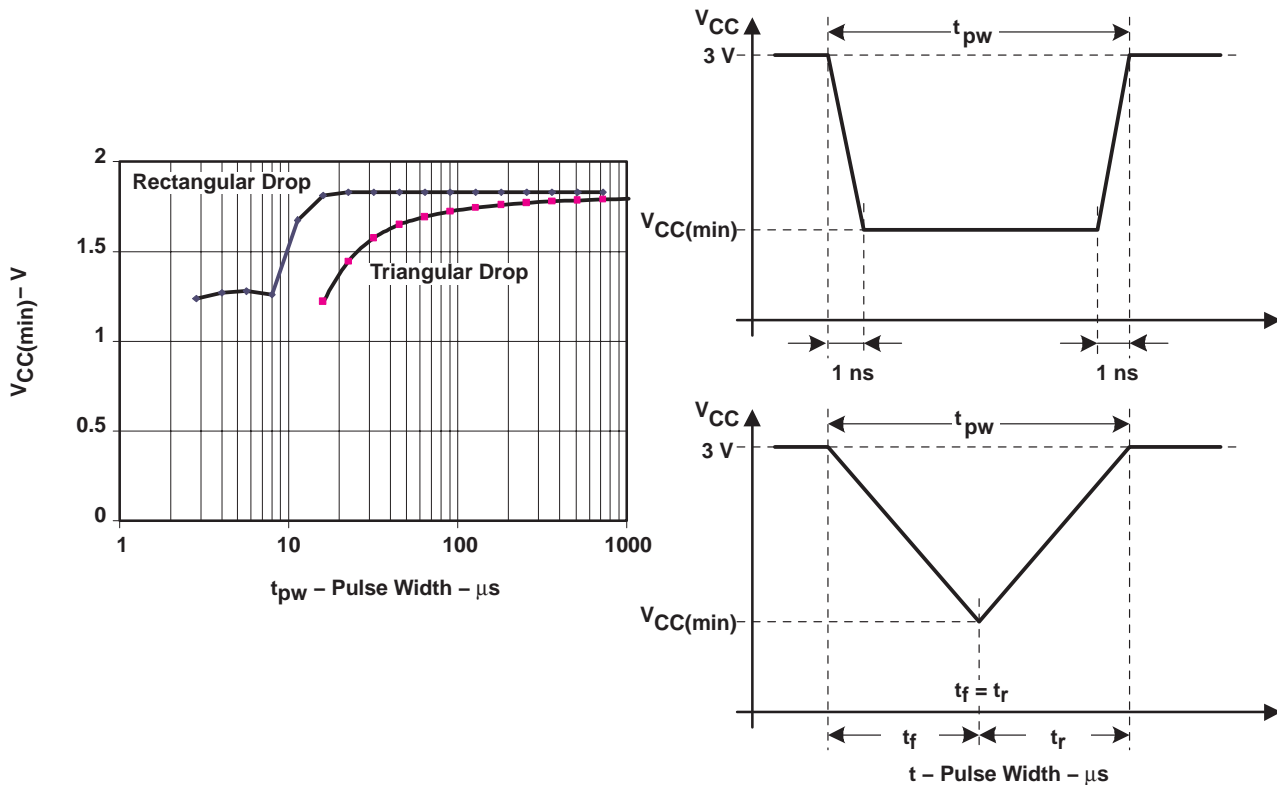 2
1.5
1
0.5
0
VCC(min) – V
Rectangular Drop
Triangular Drop
1
10
100
1000
tpw – Pulse Width – μs
VCC
tpw
3 V
VCC(min)
1 ns
1 ns
VCC
tpw
3 V
VCC(min)
tf = tr
tf
tr
t – Pulse Width – μs